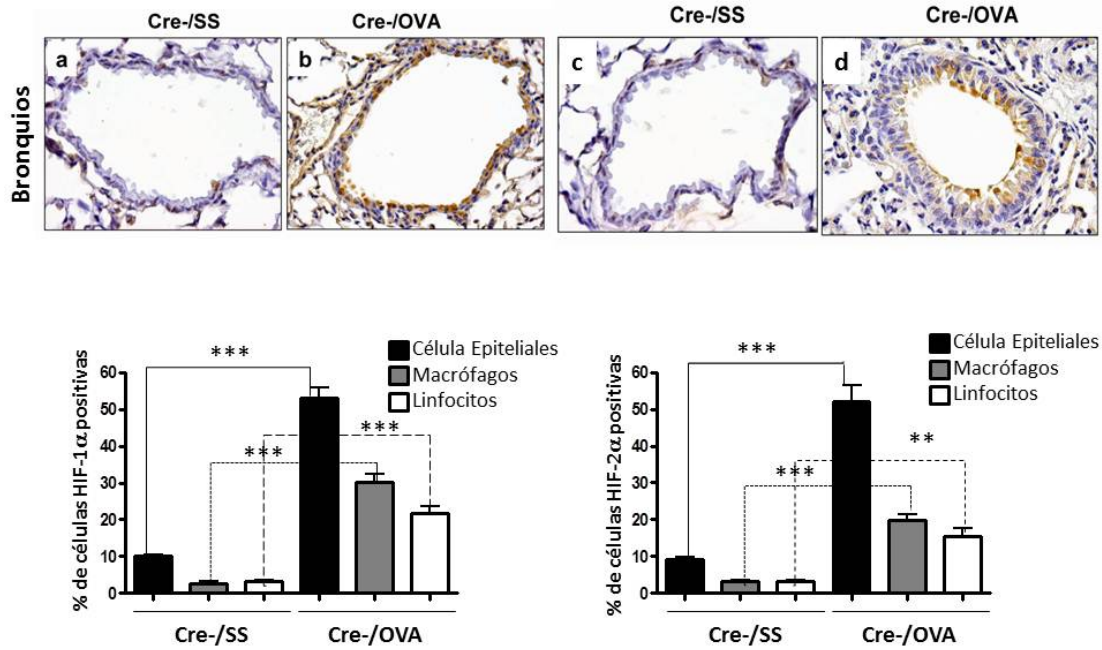 Cre-/SS
Cre-/OVA
Cre-/SS
Cre-/OVA
Bronquios
a
b
c
d
% de células HIF-1α positivas
60
50
40
30
20
10
0
***
***
***
Célula Epiteliales
Macrófagos
Linfocitos
Cre-/SS
Cre-/OVA
% de células HIF-2α positivas
60
50
40
30
20
10
0
***
**
***
Célula Epiteliales
Macrófagos
Linfocitos
Cre-/SS
Cre-/OVA